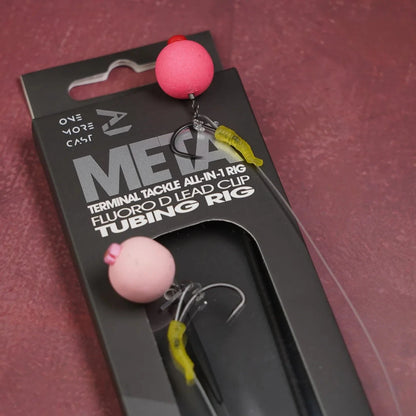 ONE
MORE
CAST
META
TERMINAL TACKLE ALL-IN-1 RIG
FLUORO D LEAD CLIP
TUBING RIG